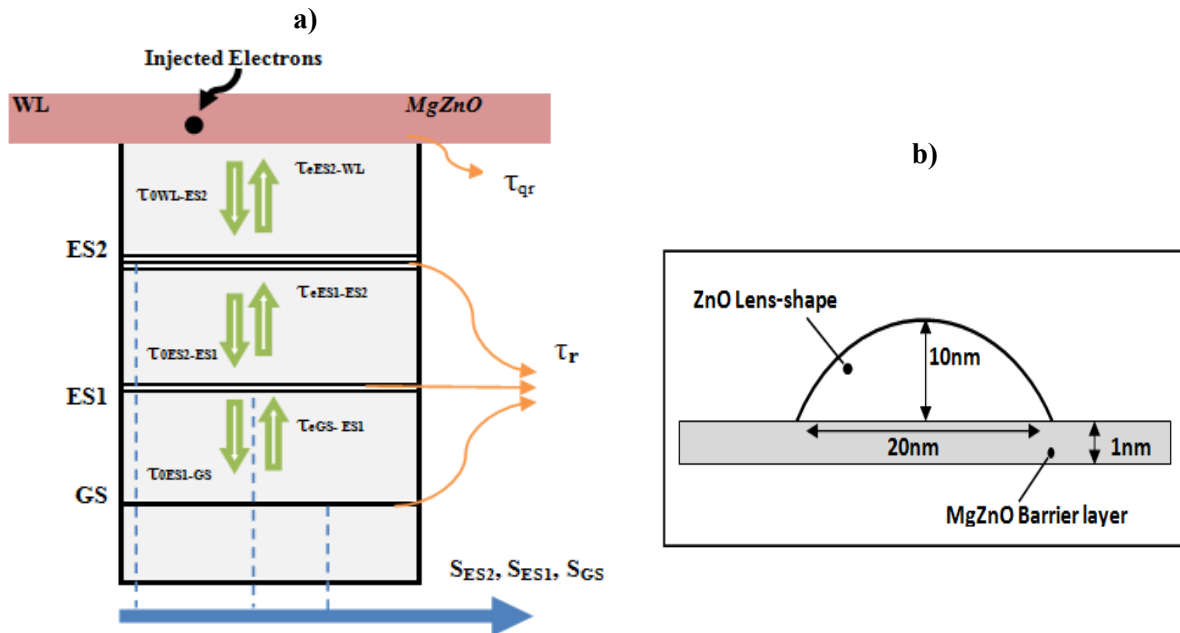 a)
Injected Electrons
WL
MgZnO
τeES2-WL
τ0WL-ES2
τqr
ES2
τeES1-ES2
τ0ES2-ES1
τr
ES1
τeGS- ES1
τ0ES1-GS
GS
SES2, SES1, SGS
b)
ZnO Lens-shape
10nm
20nm
1nm
MgZnO Barrier layer